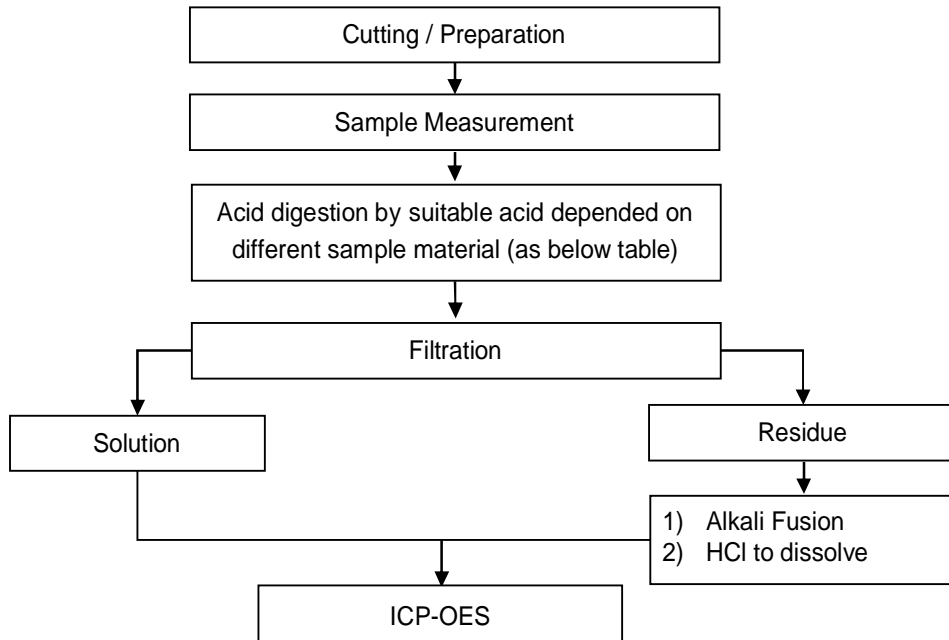 Cutting / Preparation
Sample Measurement
Acid digestion by suitable acid depended on
different sample material (as below table)
Filtration
Solution
Residue
1) Alkali Fusion
2) HCl to dissolve
ICP-OES